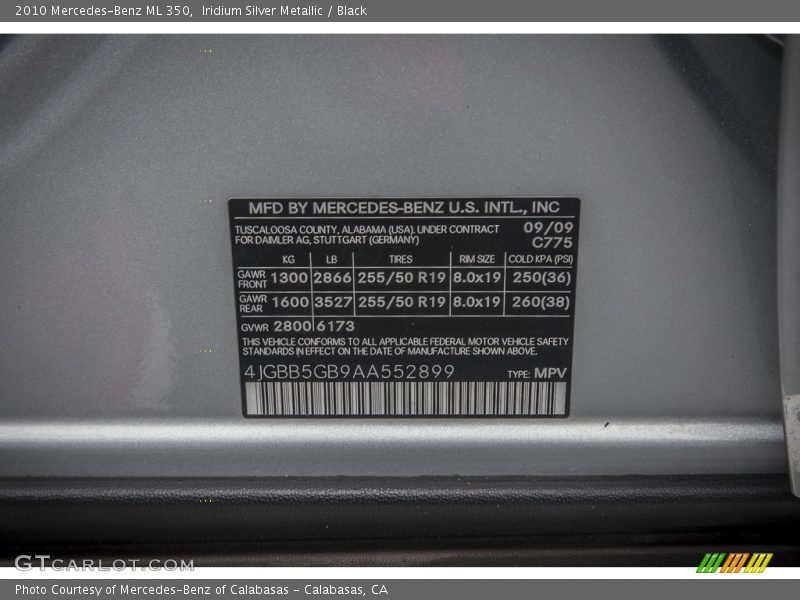 2010 Mercedes-Benz ML 350,  Iridium Silver Metallic / Black
MFD BY MERCEDES-BENZ U.S. INTL., INC
TUSCALOOSA COUNTY, ALABAMA (USA). UNDER CONTRACT 09/09
FOR DAIMLER AG, STUTTGART (GERMANY) C775
KG LB TIRES RIM SIZE COLD KPA (PSI)
GAWR FRONT 1300 2866 255/50 R19 8.0x19 250(36)
GAWR REAR 1600 3527 255/50 R19 8.0x19 260(38)
GVWR 2800 6173
THIS VEHICLE CONFORMS TO ALL APPLICABLE FEDERAL MOTOR VEHICLE SAFETY
STANDARDS IN EFFECT ON THE DATE OF MANUFACTURE SHOWN ABOVE.
4JGBB5GB9AA552899 TYPE: MPV
GTCARLOT.COM
Photo Courtesy of Mercedes-Benz of Calabasas - Calabasas, CA